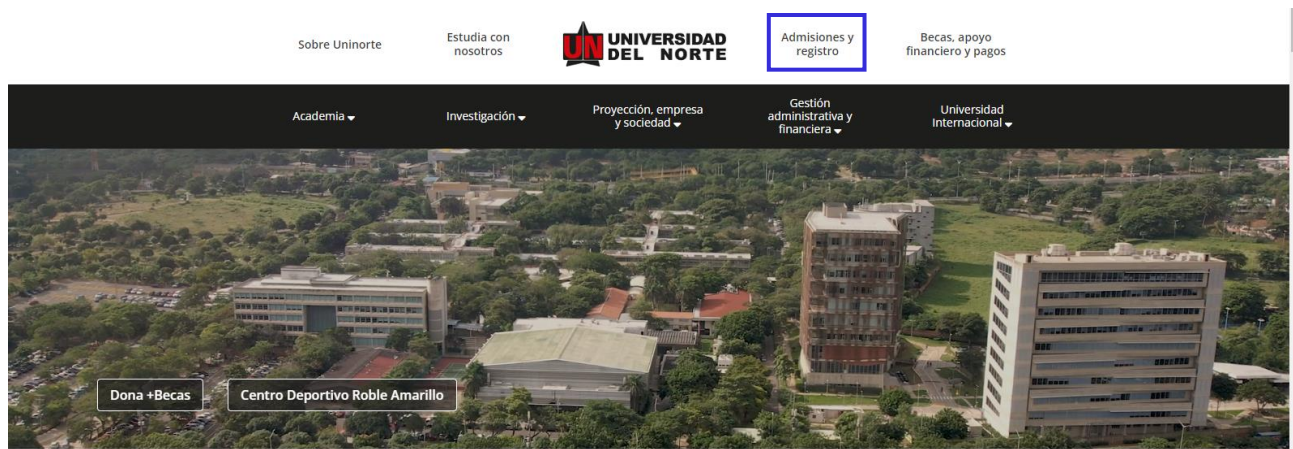 Sobre Uninorte
Estudia con
nosotros
UN UNIVERSIDAD
DEL NORTE
Admisiones y
registro
Becas, apoyo
financiero y pagos
Academia
Investigación
Proyección, empresa
y sociedad
Gestión
administrativa y
financiera
Universidad
Internacional
Dona +Becas
Centro Deportivo Roble Amarillo